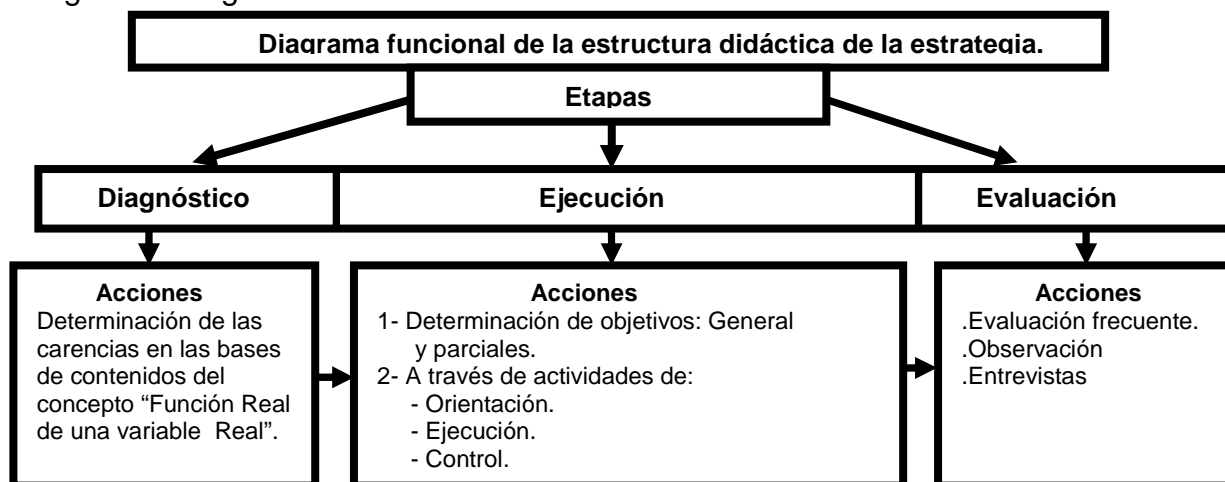 Diagrama funcional de la estructura didáctica de la estrategia.
Etapas
Diagnóstico
Ejecución
Evaluación
Acciones
Determinación de las
carencias en las bases
de contenidos del
concepto “Función Real
de una variable Real”.
Acciones
1- Determinación de objetivos: General
y parciales.
2- A través de actividades de:
- Orientación.
- Ejecución.
- Control.
Acciones
.Evaluación frecuente.
.Observación
.Entrevistas